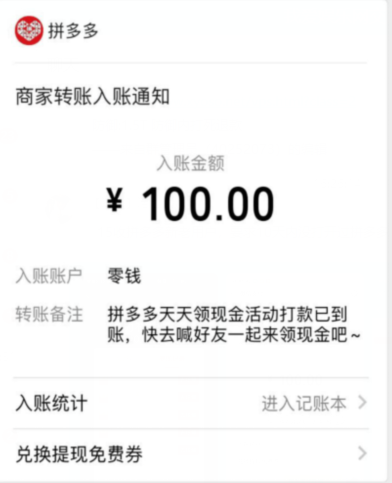 拼多多
商家转账入账通知
入账金额
¥ 100.00
入账账户 零钱
转账备注 拼多多天天领现金活动打款已到
账，快去喊好友一起来领现金吧~
入账统计 进入记账本 >
兑换提现免费券 >